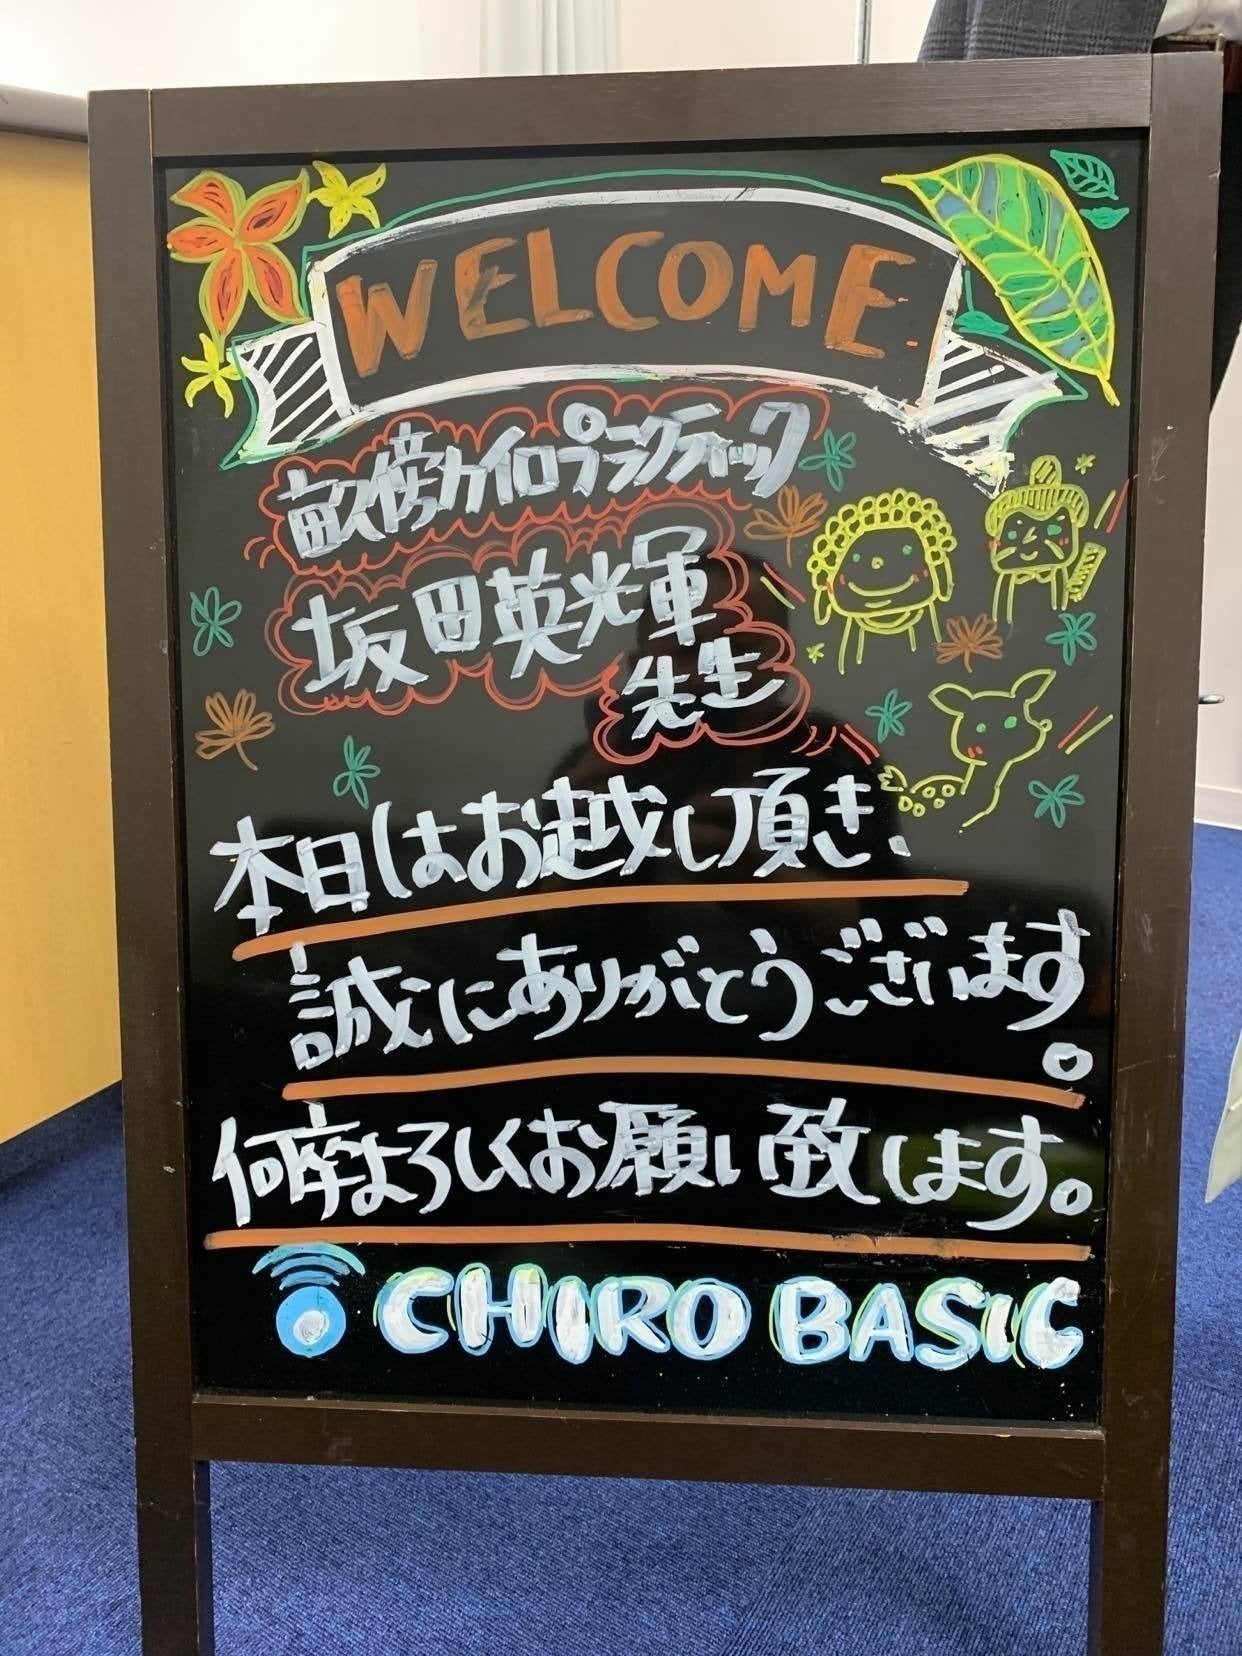 WELCOME
畝傍カイロプラクティック
坂田英輝
先生
本日はお越し頂き、
誠にありがとうございます。
何卒よろしくお願い致します。
CHIRO BASIC